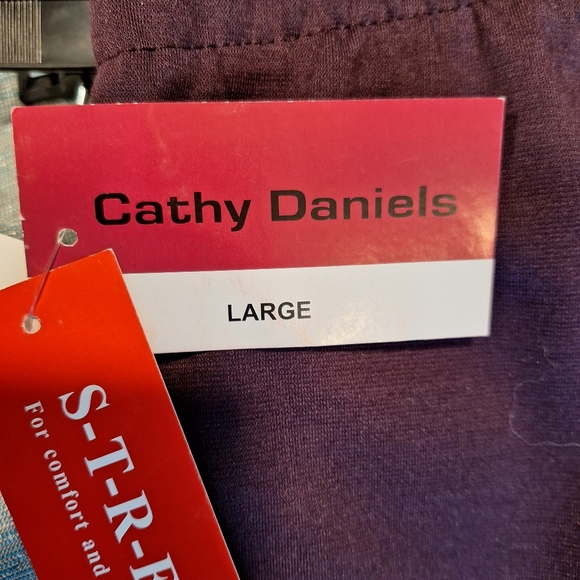 Cathy Daniels
LARGE
S-T-R-E
For comfort and